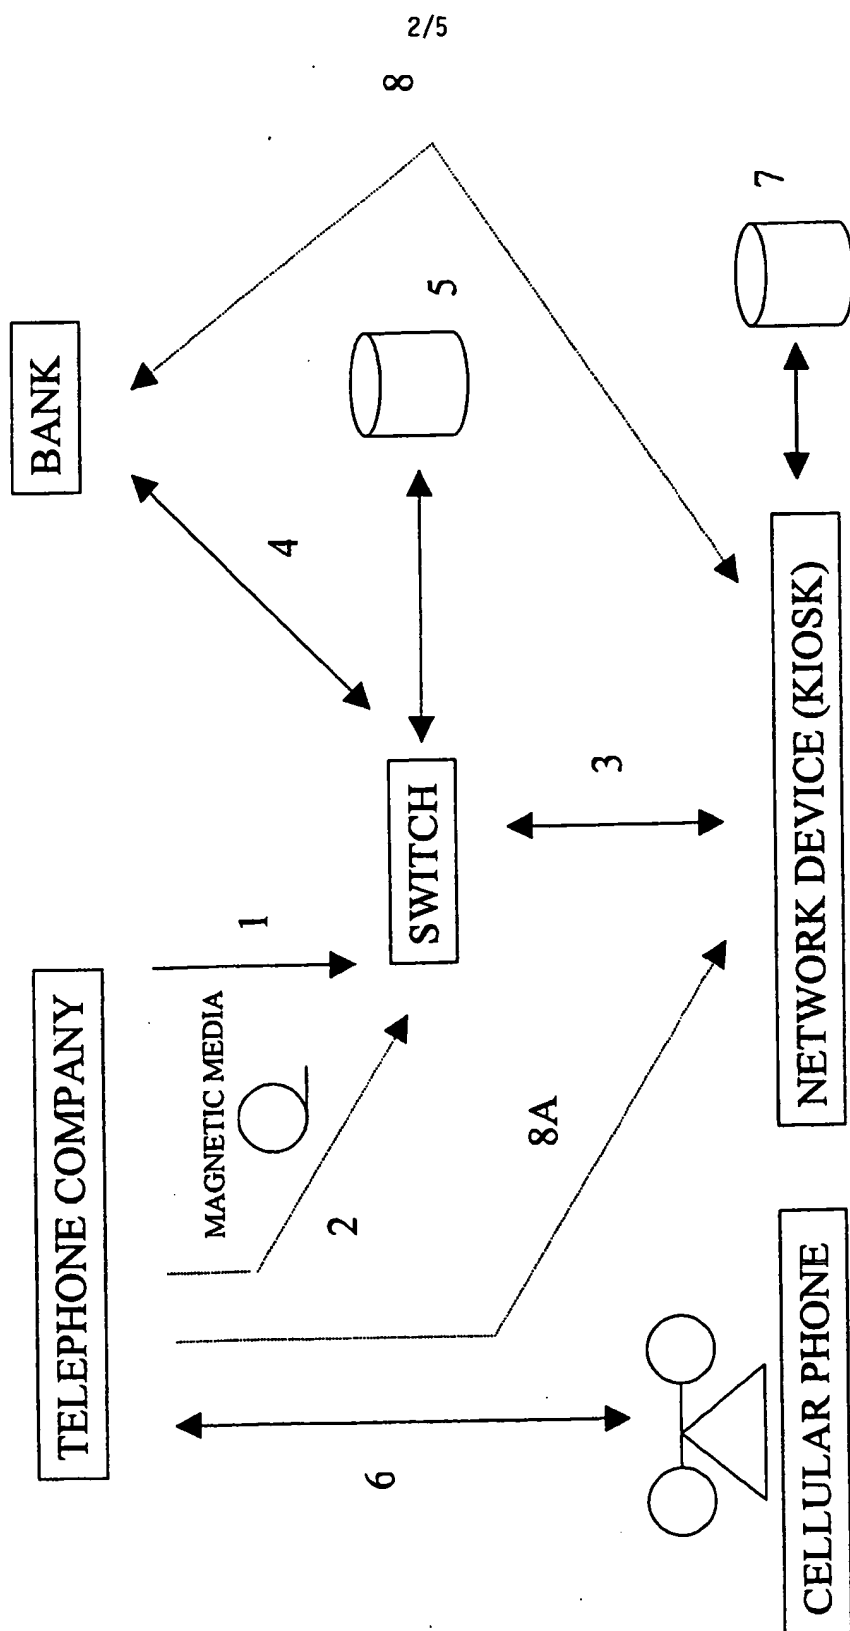 2/5
TELEPHONE COMPANY
BANK
8
1
4
MAGNETIC MEDIA
2
5
6
SWITCH
8A
3
7
CELLULAR PHONE
NETWORK DEVICE (KIOSK)